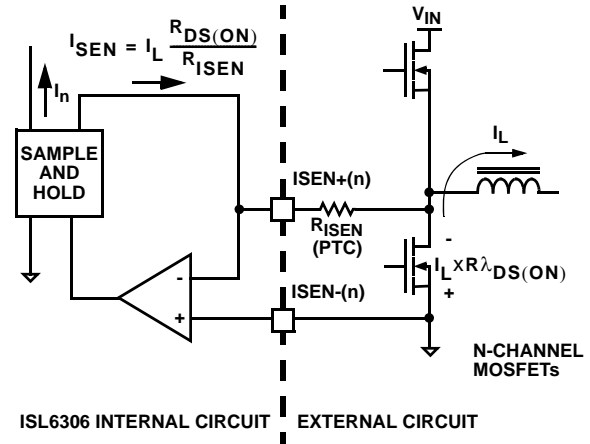 I_SEN = I_L R_DS(ON) / R_ISEN
V_IN
I_n
SAMPLE
AND
HOLD
I_L
ISEN+(n)
R_ISEN
(PTC)
-
I_L x Rλ_DS(ON)
+
ISEN-(n)
-
+
N-CHANNEL
MOSFETs
ISL6306 INTERNAL CIRCUIT
EXTERNAL CIRCUIT